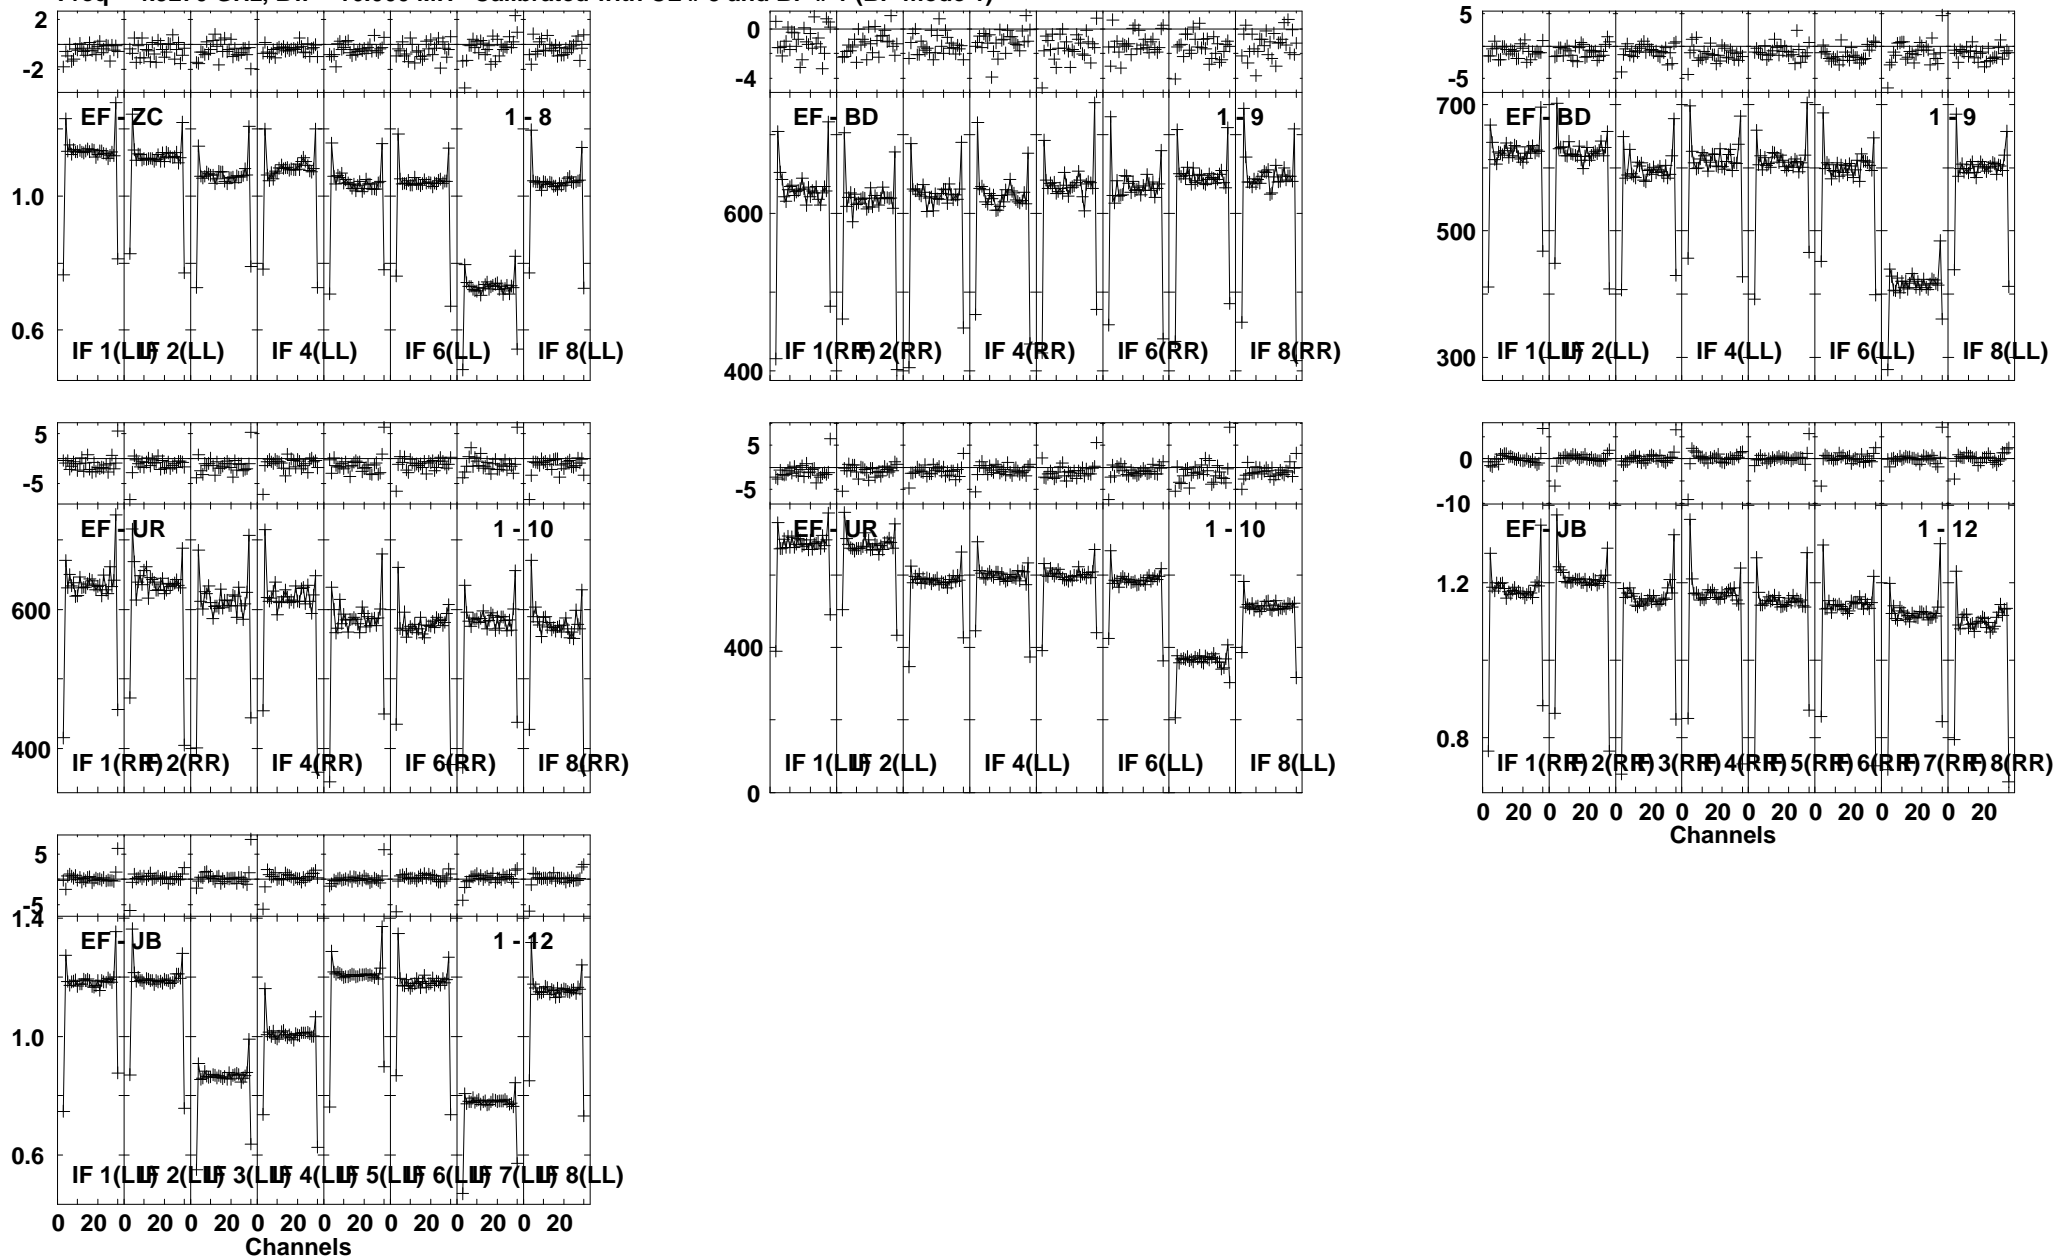 2
-2
EF - ZC
1 - 8
1.0
0.6
IF 1(LL)
IF 2(LL)
IF 4(LL)
IF 6(LL)
IF 8(LL)
0
-4
EF - BD
1 - 9
600
400
IF 1(RR)
IF 2(RR)
IF 4(RR)
IF 6(RR)
IF 8(RR)
5
-5
700
EF - BD
1 - 9
500
300
IF 1(LL)
IF 2(LL)
IF 4(LL)
IF 6(LL)
IF 8(LL)
5
-5
EF - UR
1 - 10
600
400
IF 1(RR)
IF 2(RR)
IF 4(RR)
IF 6(RR)
IF 8(RR)
5
-5
EF - UR
1 - 10
400
0
IF 1(LL)
IF 2(LL)
IF 4(LL)
IF 6(LL)
IF 8(LL)
0
-10
EF - JB
1 - 12
1.2
0.8
IF 1(RR)
IF 2(RR)
IF 3(RR)
IF 4(RR)
IF 5(RR)
IF 6(RR)
IF 7(RR)
IF 8(RR)
0 20 0 20 0 20 0 20 0 20 0 20 0 20 0 20
Channels
5
-5
1.4
EF - JB
1 - 12
1.0
0.6
IF 1(LL)
IF 2(LL)
IF 3(LL)
IF 4(LL)
IF 5(LL)
IF 6(LL)
IF 7(LL)
IF 8(LL)
0 20 0 20 0 20 0 20 0 20 0 20 0 20 0 20
Channels